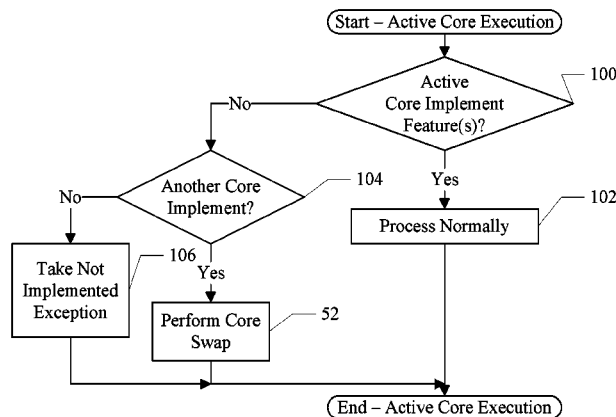 Start – Active Core Execution
Active
Core Implement
Feature(s)?
100
No
Yes
Another Core
Implement?
104
No
Yes
Process Normally
102
Take Not
Implemented
Exception
106
Perform Core
Swap
52
End – Active Core Execution